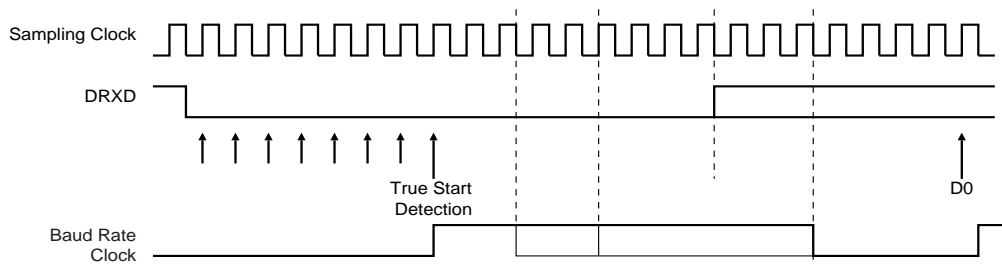 Sampling Clock
DRXD
True Start
Detection
D0
Baud Rate
Clock